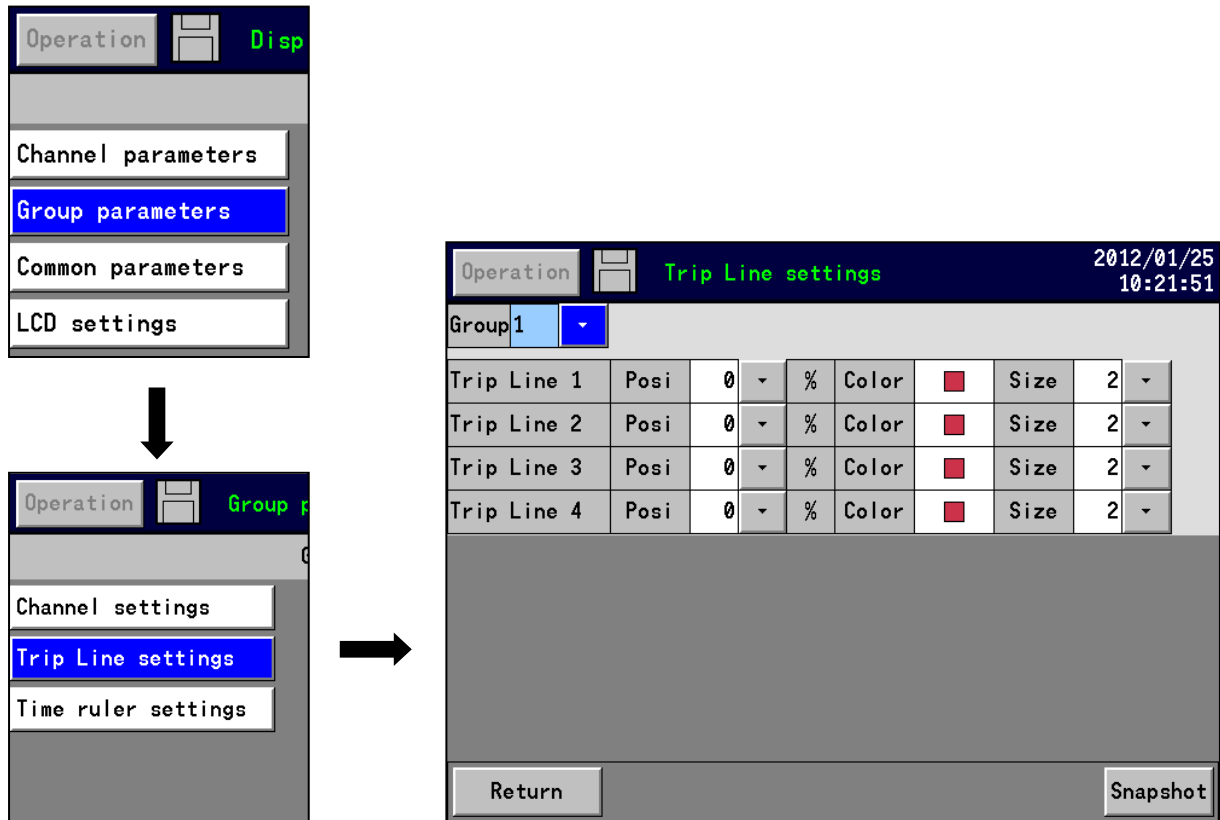 Operation Disp
Channel parameters
Group parameters
Common parameters
LCD settings
Operation Group p
G
Channel settings
Trip Line settings
Time ruler settings
Operation Trip Line settings 2012/01/25
10:21:51
Group 1
Trip Line 1 Posi 0 % Color Size 2
Trip Line 2 Posi 0 % Color Size 2
Trip Line 3 Posi 0 % Color Size 2
Trip Line 4 Posi 0 % Color Size 2
Return Snapshot